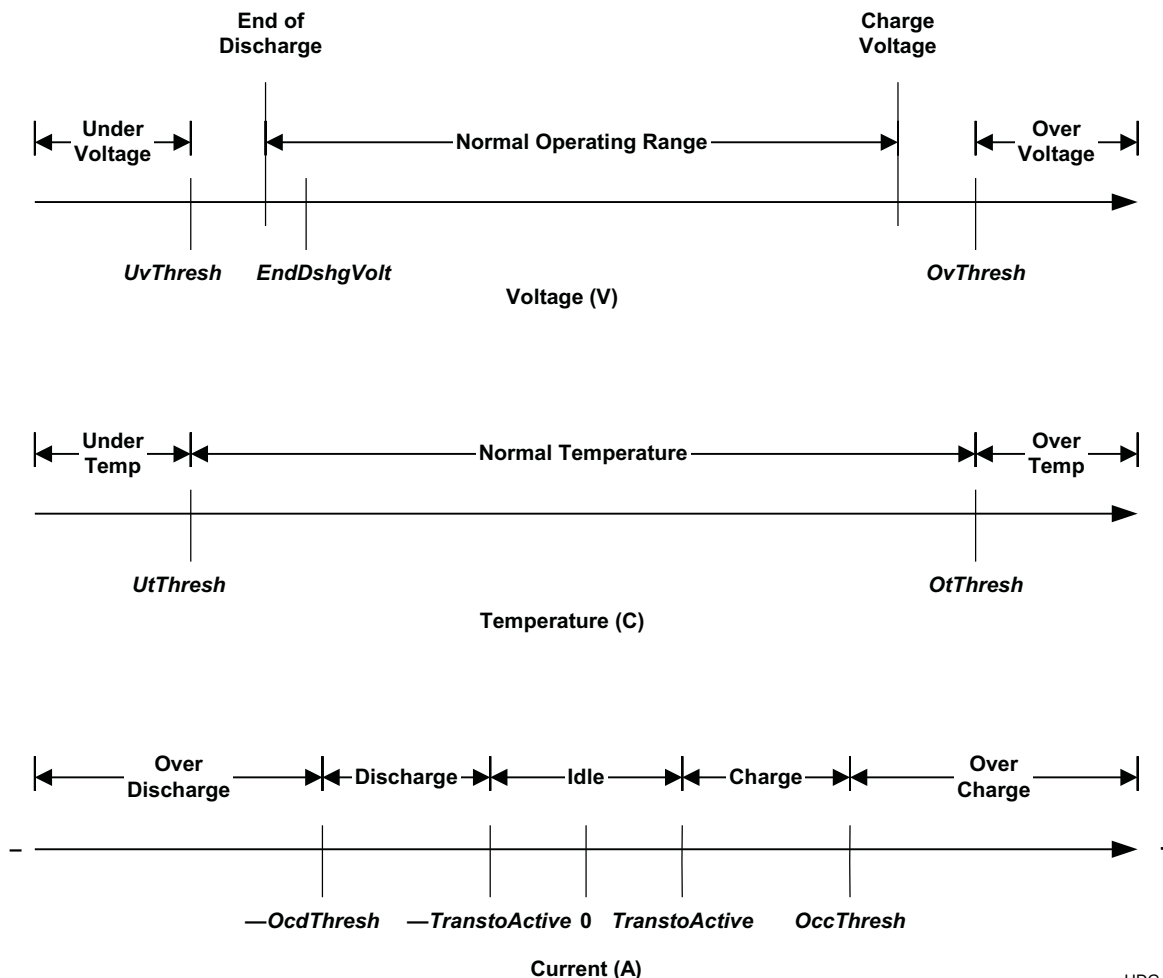 End of
Discharge
Charge
Voltage
Under
Voltage
Normal Operating Range
Over
Voltage
UvThresh
EndDshgVolt
OvThresh
Voltage (V)
Under
Temp
Normal Temperature
Over
Temp
UtThresh
OtThresh
Temperature (C)
Over
Discharge
Discharge
Idle
Charge
Over
Charge
–
—OcdThresh
—TranstoActive
0
TranstoActive
OccThresh
Current (A)